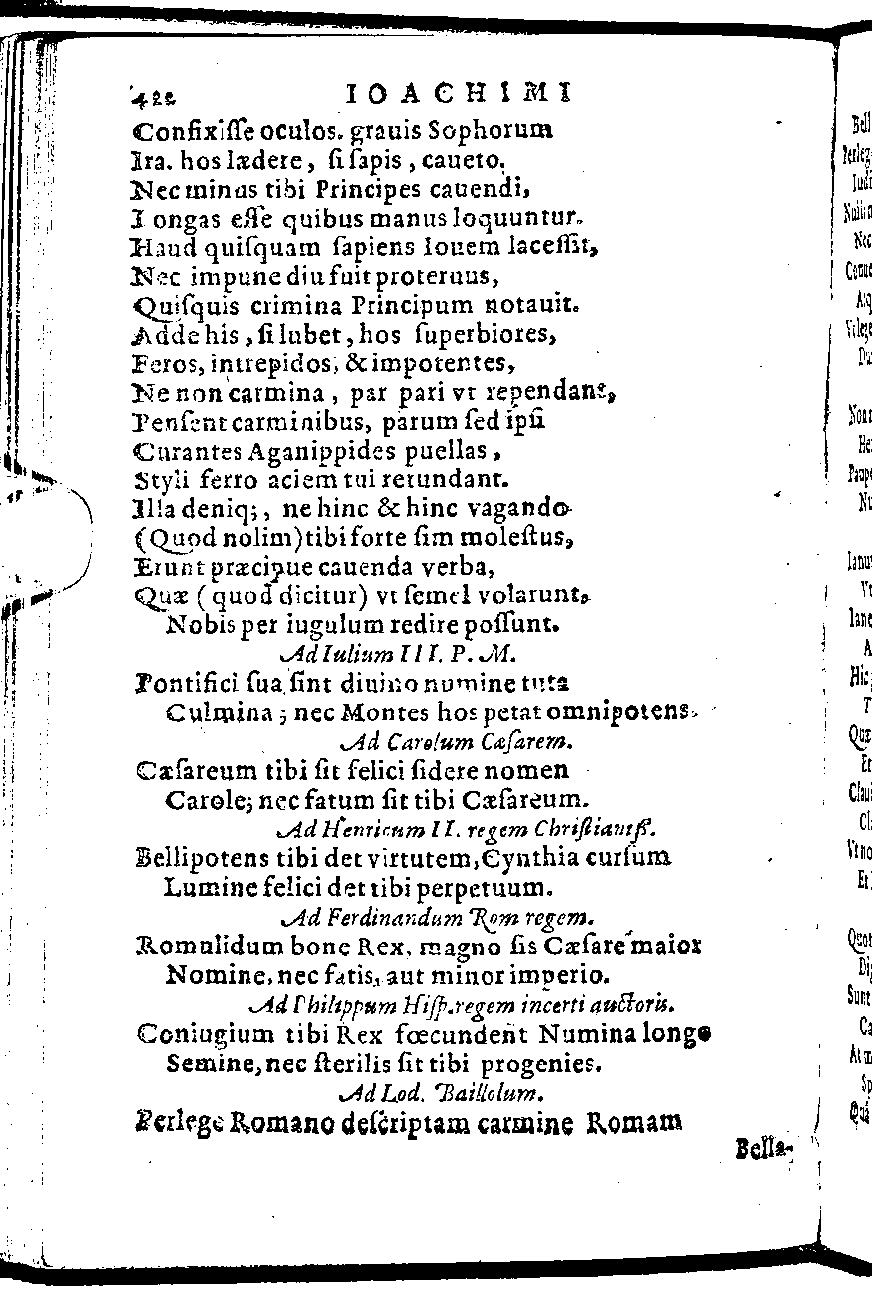 422 IOACHIMI
Confixiſſe oculos. grauis Sophorum
Ira. hos lædere, ſi ſapis, caueto.
Nec minus tibi Principes cauendi,
Longas eſſe quibus manus loquuntur.
Haud quiſquam ſapiens Iouem laceſſit,
Nec impune diu fuit proteruus,
Quiſquis crimina Principum notauit.
Adde his, ſi lubet, hos ſuperbiores,
Feros, intrepidos, & impotentes,
Ne non carmina, par pari vt rependant,
Penſent carminibus, parum ſed ipſi
Curantes Aganippides puellas,
Styli ferro aciem tui retundant.
Illa deniq;, ne hinc & hinc vagando
(Quod nolim) tibi forte ſim moleſtus,
Erunt præcipue cauenda verba,
Quæ (quod dicitur) vt ſemel volarunt,
Nobis per iugulum redire poſſunt.
Ad Iulium III. P. M.
Pontifici ſua ſint diuino numine tuta
Culmina; nec Montes hos petat omnipotens.
Ad Carolum Cæſarem.
Cæſareum tibi ſit felici ſidere nomen
Carole; nec fatum ſit tibi Cæſareum.
Ad Henricum II. regem Chriſtianiſſ.
Bellipotens tibi det virtutem, Cynthia curſum
Lumine felici det tibi perpetuum.
Ad Ferdinandum Rom regem.
Romulidum bone Rex, magno ſis Cæſare maior
Nomine, nec fatis, aut minor imperio.
Ad Philippum Hiſp. regem incerti auctoris.
Coniugium tibi Rex fœcundent Numina longo
Semine, nec ſterilis ſit tibi progenies.
Ad Lod. Baillolum.
Perlege Romano deſcriptam carmine Romam
Bella-